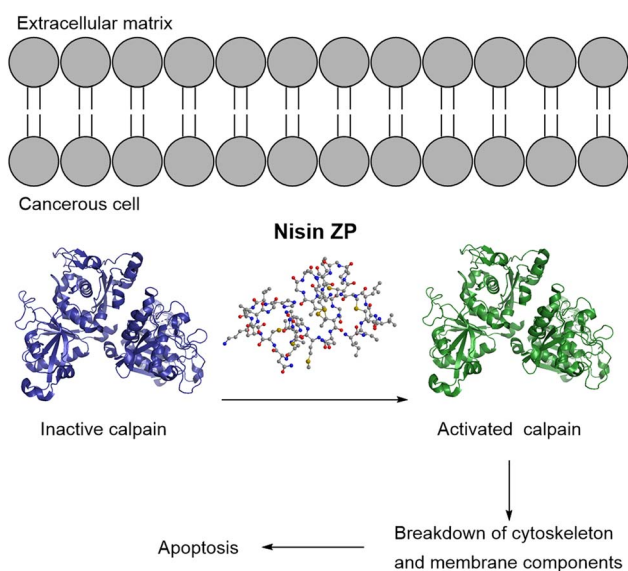 Extracellular matrix
Cancerous cell
Nisin ZP
Inactive calpain
Activated calpain
Breakdown of cytoskeleton
and membrane components
Apoptosis